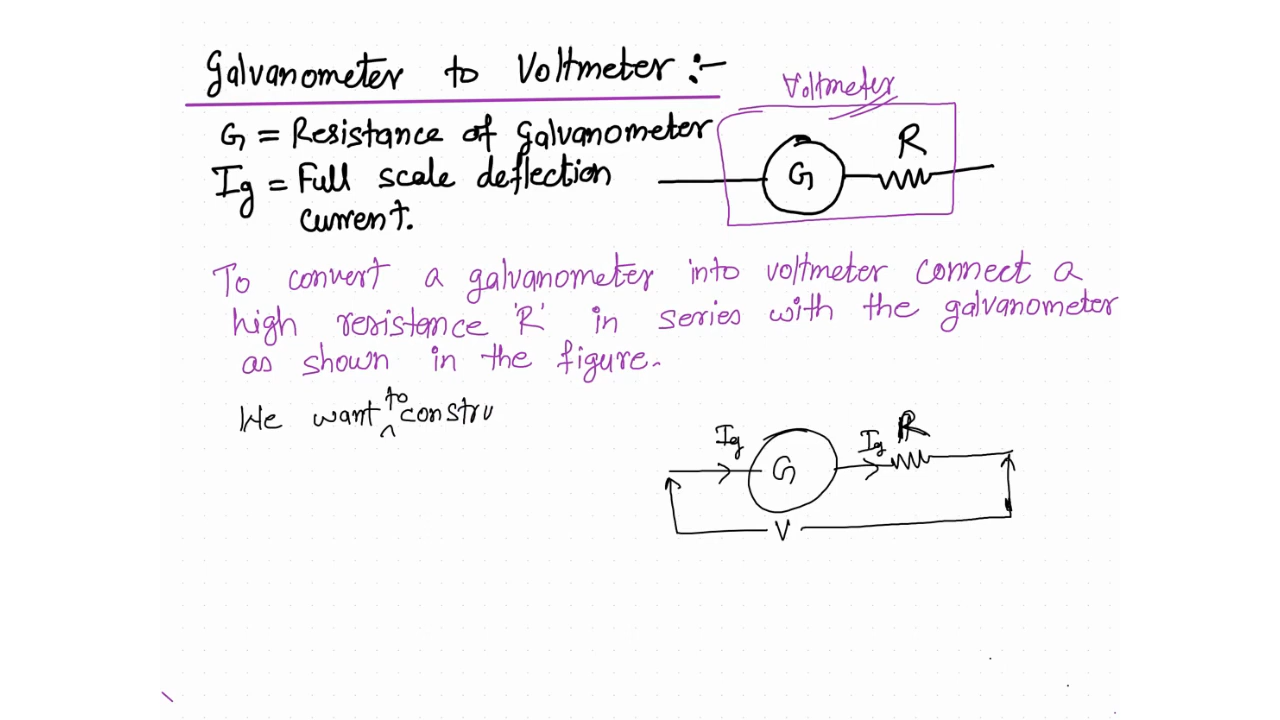 Galvanometer to Voltmeter :-
Voltmeter
G = Resistance of galvanometer
R
G
Ig = Full scale deflection
current.
To convert a galvanometer into voltmeter connect a
high resistence 'R' in series with the galvanometer
as shown in the figure.
We want to constru
Ig
G
Ig
R
V